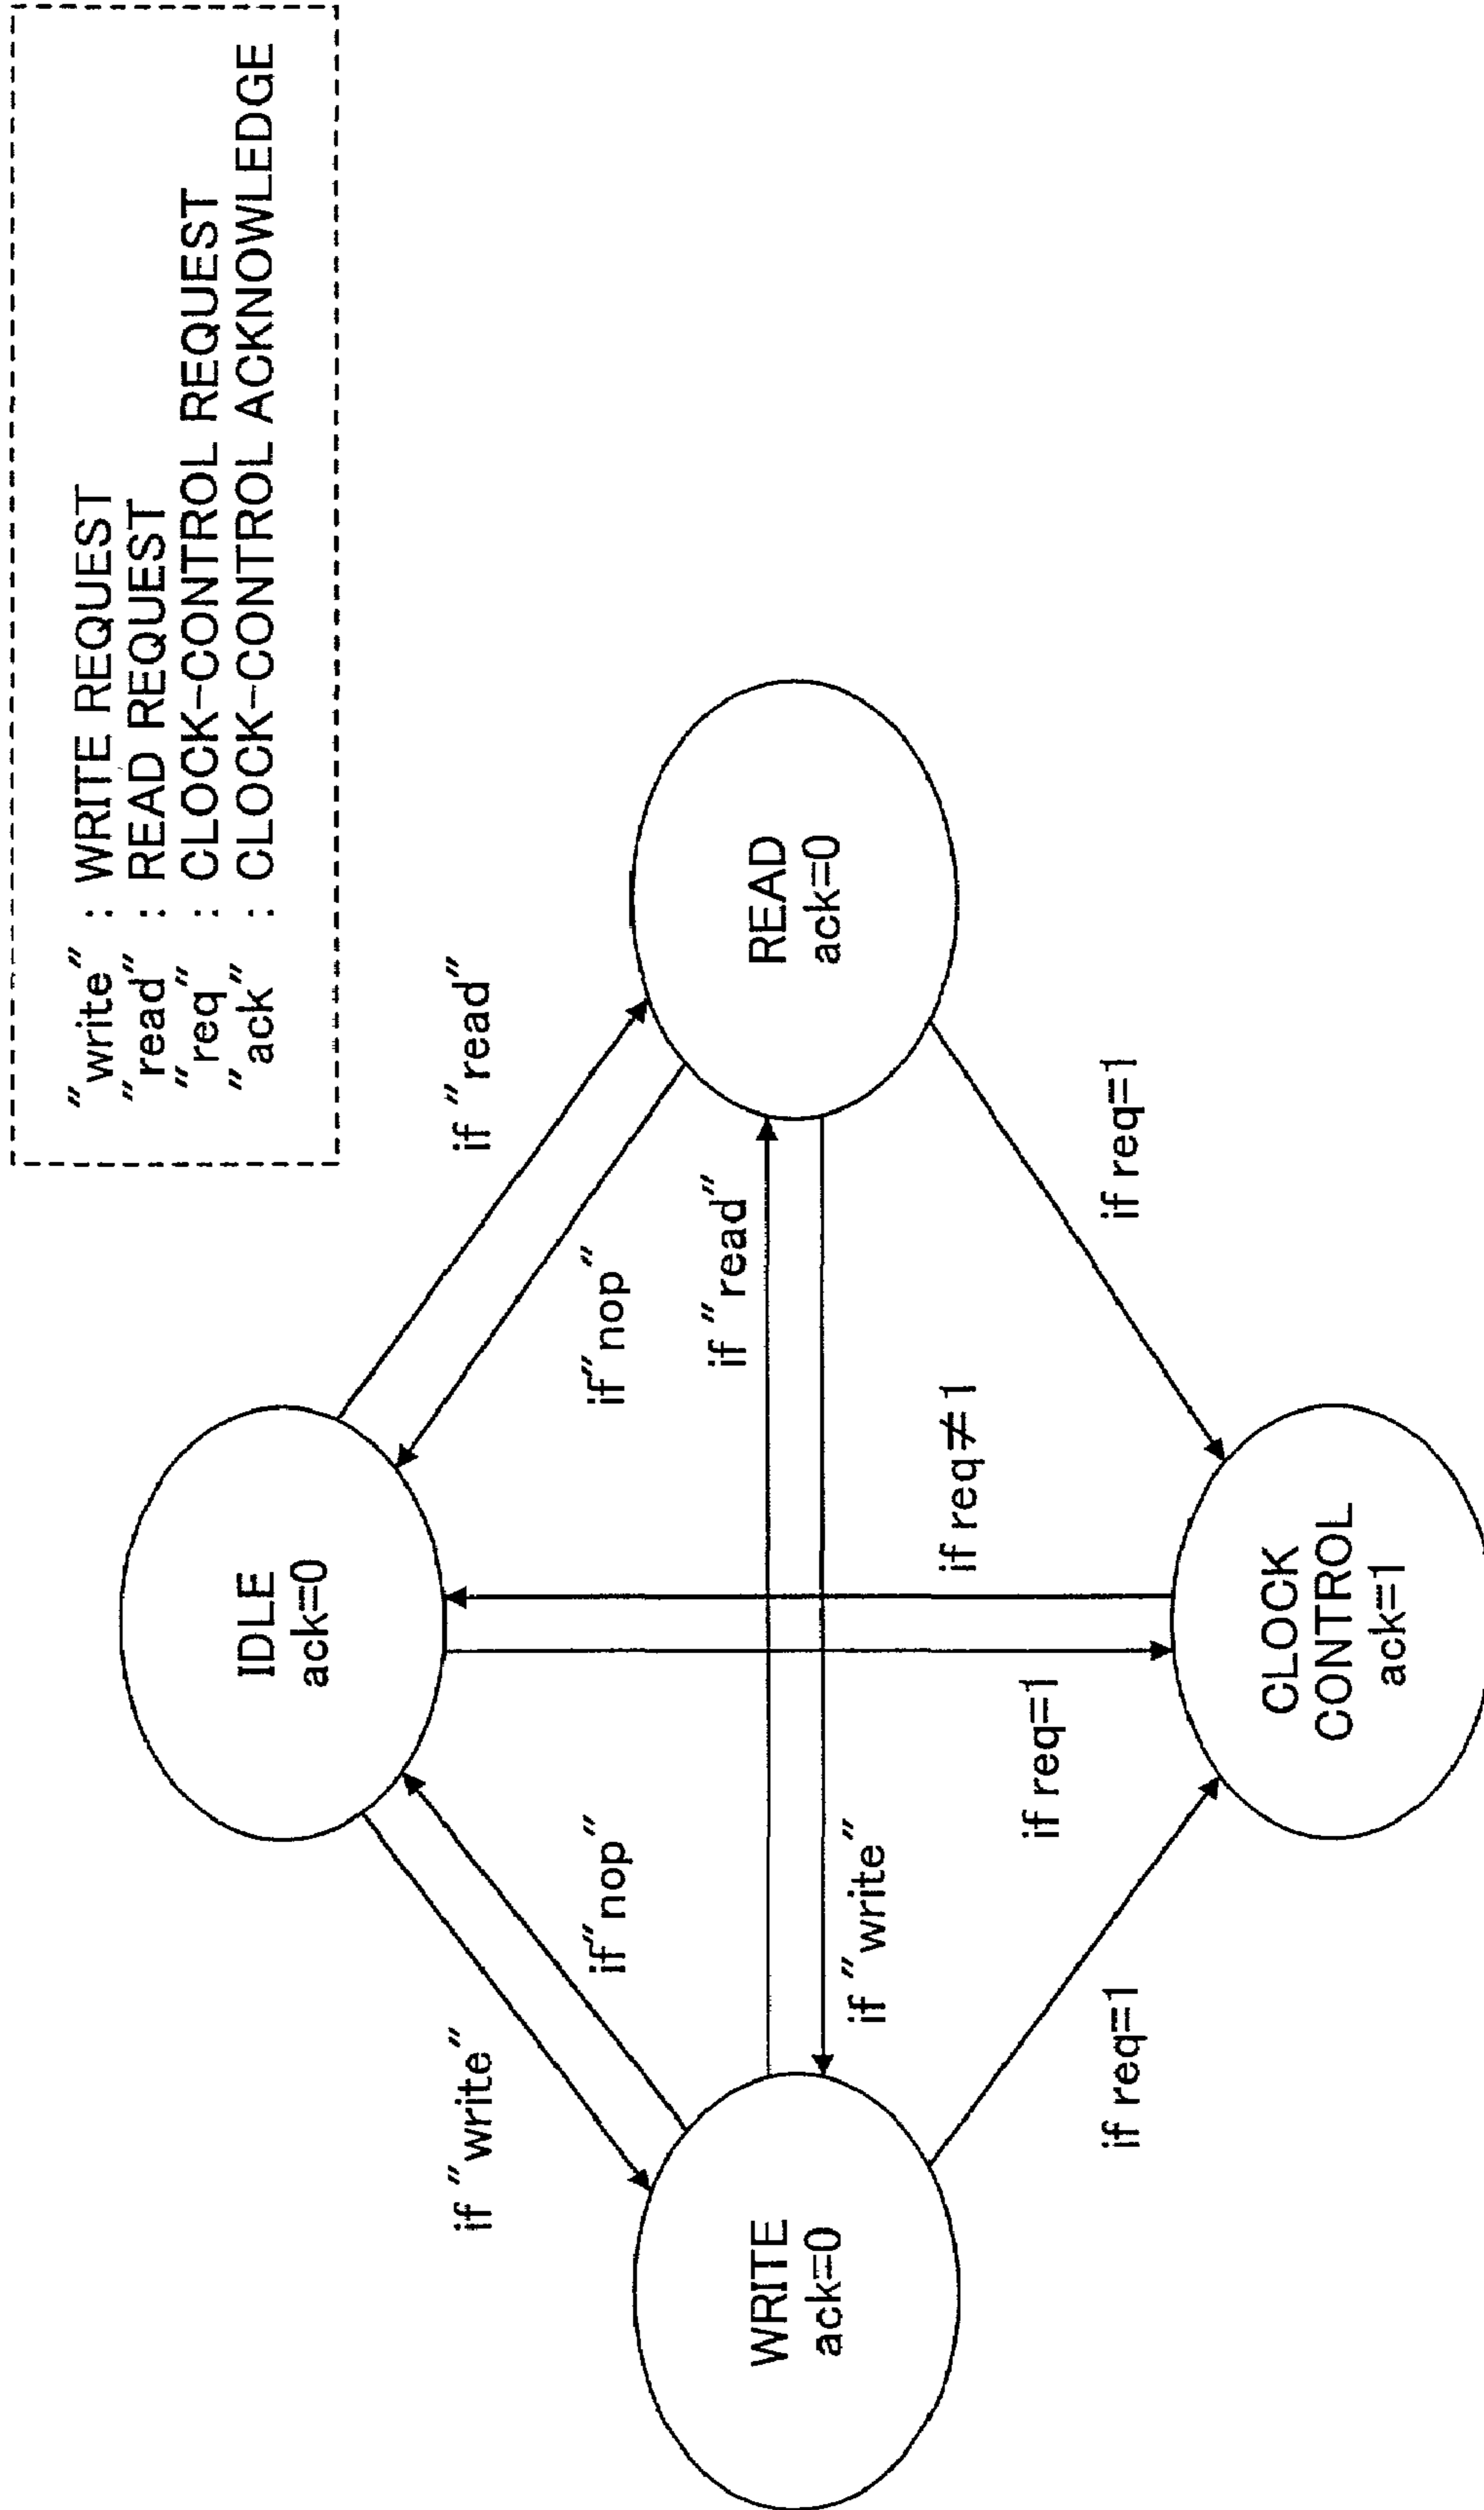 "write" : WRITE REQUEST
"read" : READ REQUEST
"req" : CLOCK-CONTROL REQUEST
"ack" : CLOCK-CONTROL ACKNOWLEDGE
IDLE
ack=0
if "write"
if "read"
if "nop"
if "nop"
if "read"
WRITE
ack=0
READ
ack=0
if "write"
if req≠1
if req=1
if req=1
if req=1
CLOCK
CONTROL
ack=1